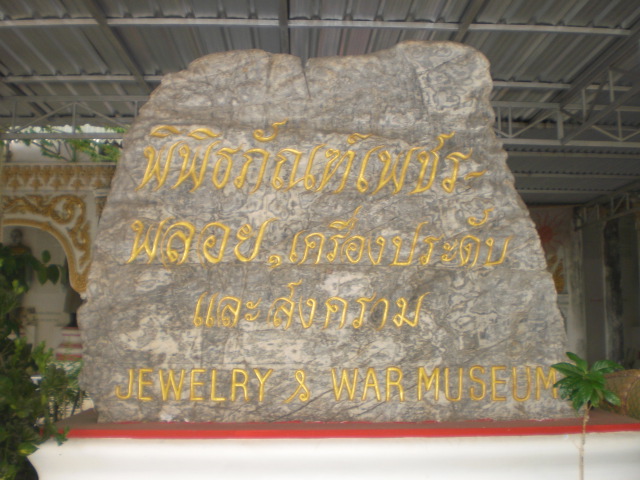 พิพิธภัณฑ์เพชร-
พลอย,เครื่องประดับ
และสงคราม
JEWELRY & WAR MUSEUM